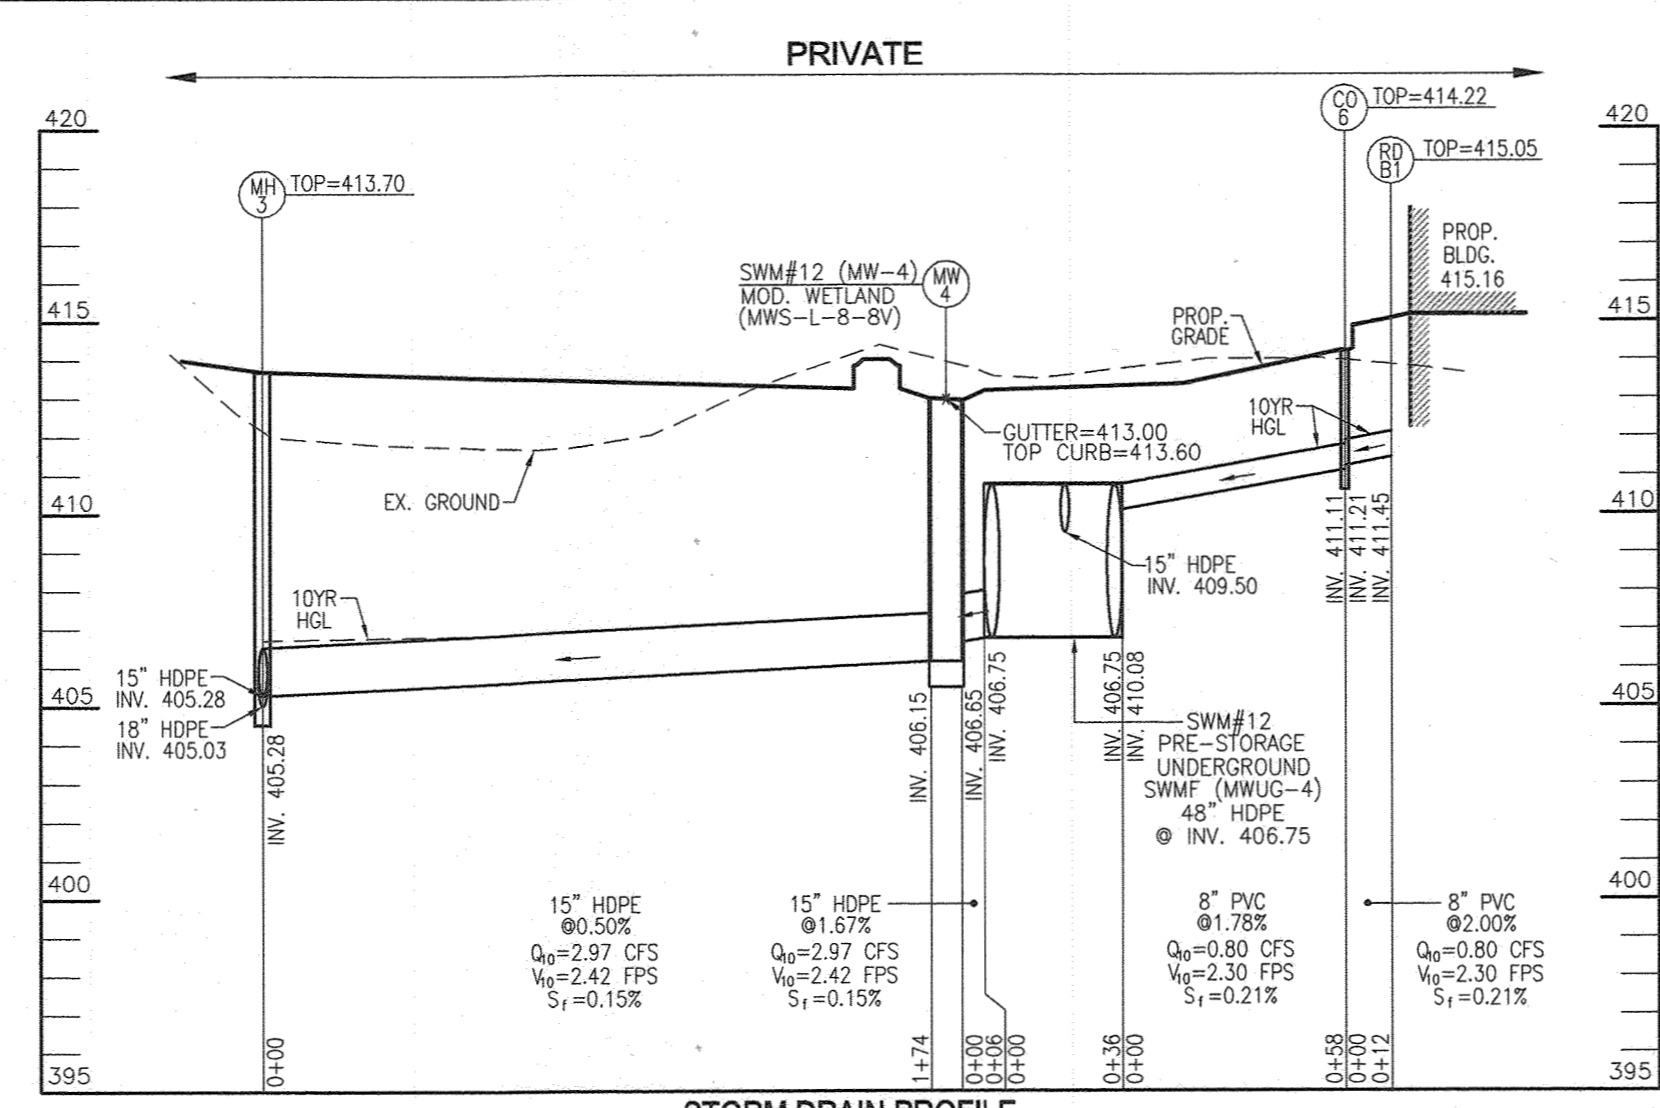 PRIVATE
CO
6
TOP=414.22
420
420
RD
B1
TOP=415.05
MH
3
TOP=413.70
PROP.
BLDG.
415.16
SWM#12 (MW-4)
MOD. WETLAND
(MWS-L-8-8V)
MW
4
415
415
PROP.
GRADE
10YR
HGL
GUTTER=413.00
TOP CURB=413.60
EX. GROUND
410
410
INV. 411.11
INV. 411.21
INV. 411.45
15" HDPE
INV. 409.50
10YR
HGL
15" HDPE
INV. 405.28
18" HDPE
INV. 405.03
405
405
INV. 405.28
INV. 406.15
INV. 406.65
INV. 406.75
INV. 406.75
INV. 410.08
SWM#12
PRE-STORAGE
UNDERGROUND
SWMF (MWUG-4)
48" HDPE
@ INV. 406.75
400
400
15" HDPE
@0.50%
Q10=2.97 CFS
V10=2.42 FPS
Sf=0.15%
15" HDPE
@1.67%
Q10=2.97 CFS
V10=2.42 FPS
Sf=0.15%
8" PVC
@1.78%
Q10=0.80 CFS
V10=2.30 FPS
Sf=0.21%
8" PVC
@2.00%
Q10=0.80 CFS
V10=2.30 FPS
Sf=0.21%
395
0+00
1+74
0+00
0+06
0+00
0+36
0+00
0+58
0+00
0+12
395
STORM DRAIN PROFILE